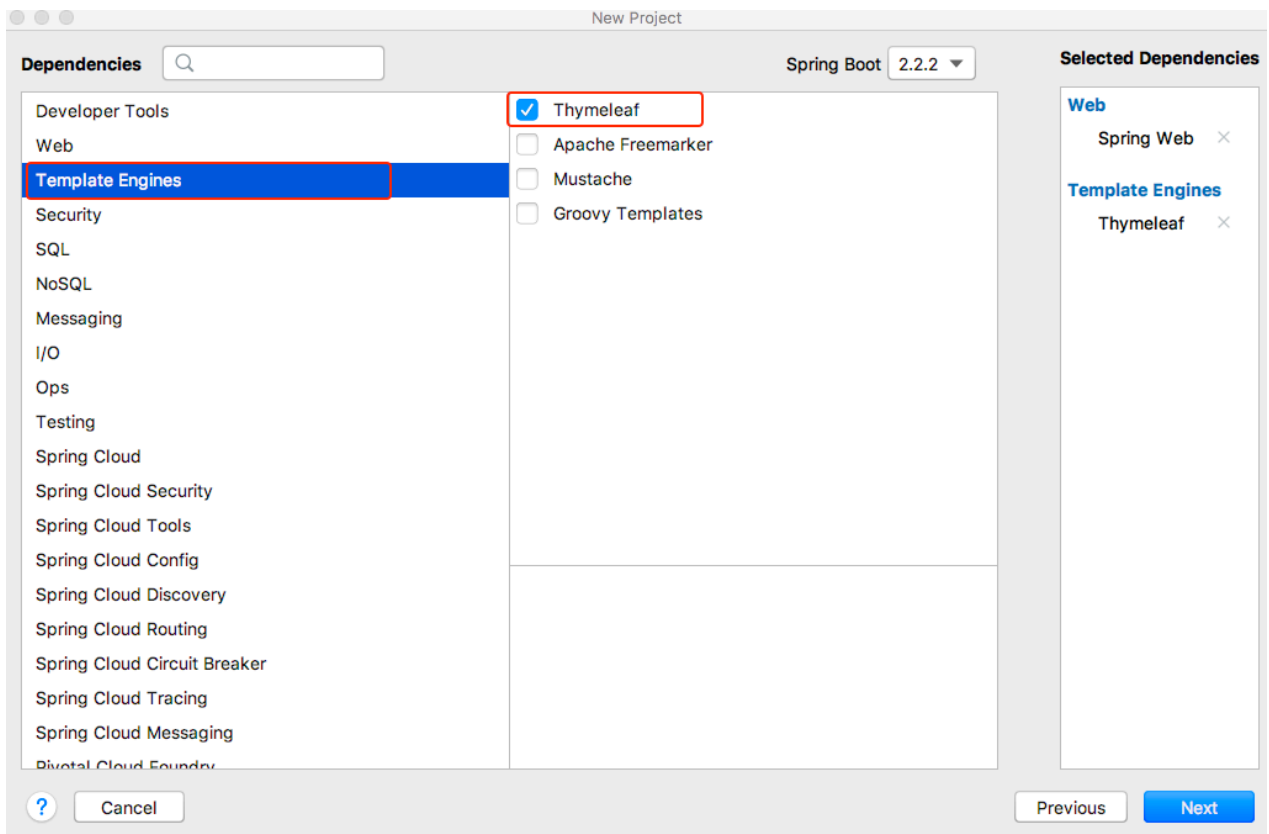 New Project
Dependencies
Spring Boot 2.2.2
Selected Dependencies
Developer Tools
Web
Template Engines
Security
SQL
NoSQL
Messaging
I/O
Ops
Testing
Spring Cloud
Spring Cloud Security
Spring Cloud Tools
Spring Cloud Config
Spring Cloud Discovery
Spring Cloud Routing
Spring Cloud Circuit Breaker
Spring Cloud Tracing
Spring Cloud Messaging
Pivotal Cloud Foundry
Thymeleaf
Apache Freemarker
Mustache
Groovy Templates
Web
Spring Web
Template Engines
Thymeleaf
?
Cancel
Previous
Next